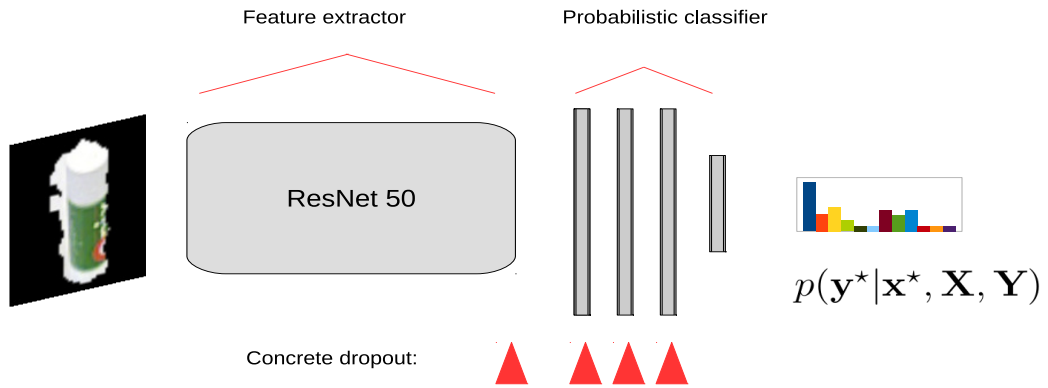 Feature extractor
Probabilistic classifier
ResNet 50
p(y⋆|x⋆, X, Y)
Concrete dropout: